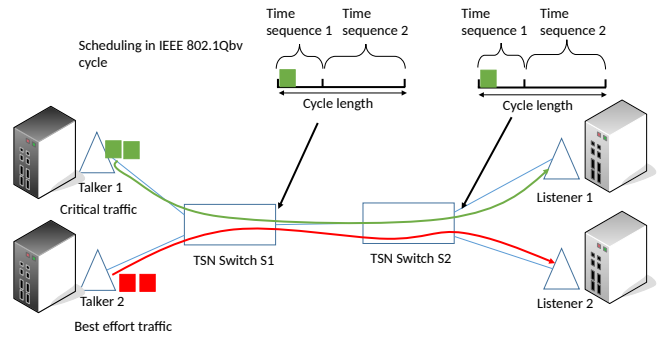 Scheduling in IEEE 802.1Qbv
cycle
Time
sequence 1
Time
sequence 2
Cycle length
Time
sequence 1
Time
sequence 2
Cycle length
Talker 1
Critical traffic
Listener 1
TSN Switch S1
TSN Switch S2
Talker 2
Listener 2
Best effort traffic